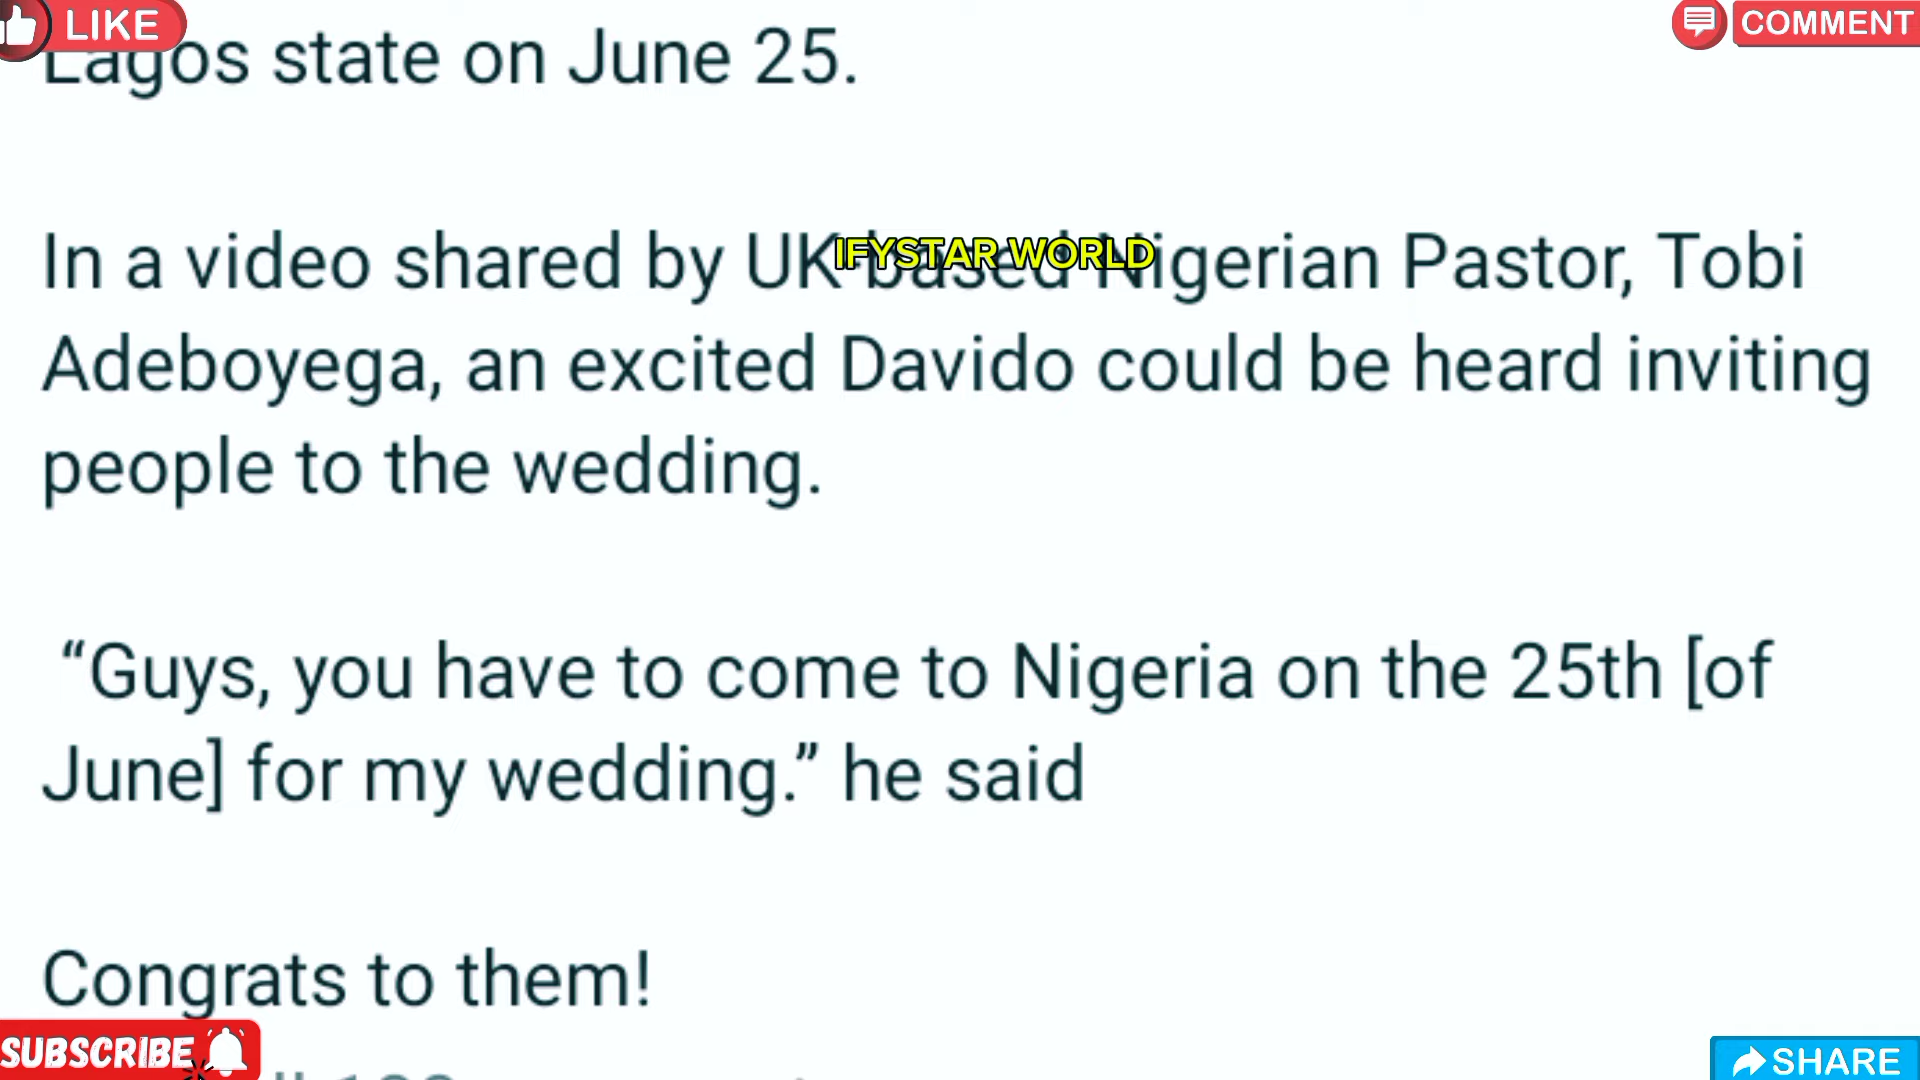 LIKE
COMMENT
Lagos state on June 25.
In a video shared by UK-based Nigerian Pastor, Tobi
IFYSTAR WORLD
Adeboyega, an excited Davido could be heard inviting
people to the wedding.
“Guys, you have to come to Nigeria on the 25th [of
June] for my wedding.” he said
Congrats to them!
SUBSCRIBE
SHARE